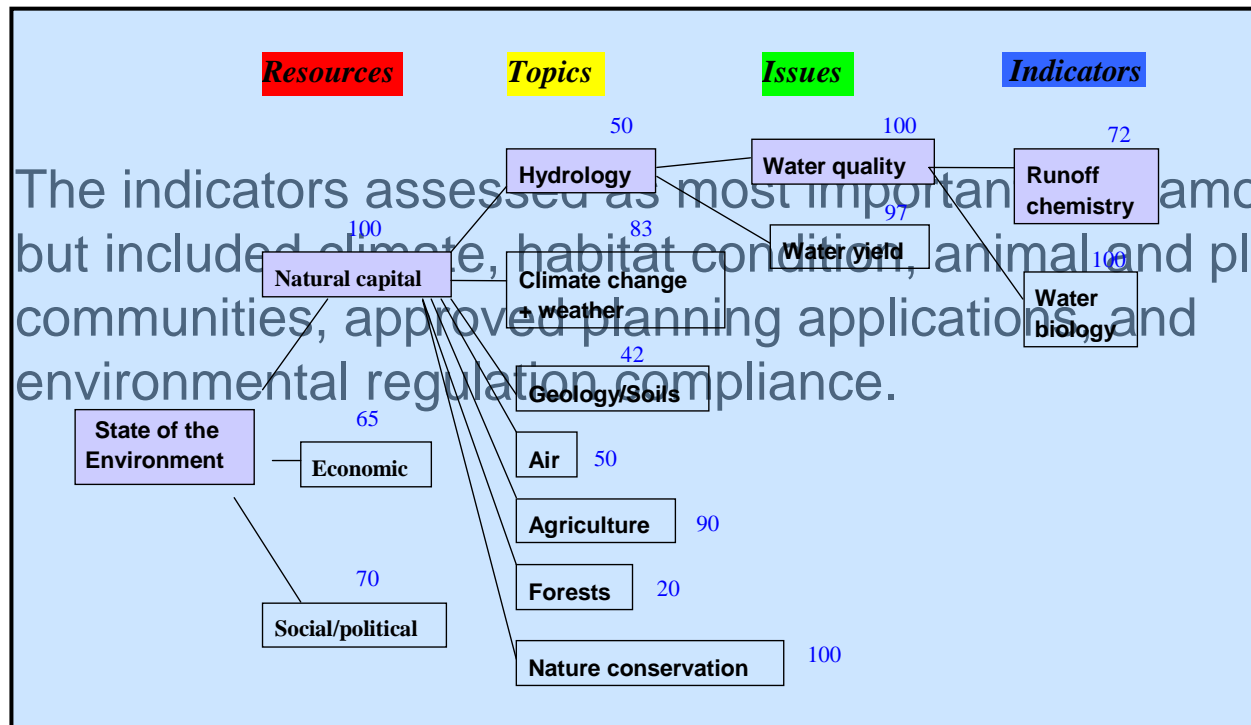 Resources Topics Issues Indicators
50 100 72
Hydrology Water quality Runoff
chemistry
The indicators assessed as most important
100 83 97
but included climate, habitat condition, animal and
Natural capital Climate change Water yield 100
+ weather Water
biology
communities, approved planning applications, and
42
environmental regulation compliance.
Geology/Soils
State of the 65
Environment Economic Air 50
Agriculture 90
70 Forests 20
Social/political
Nature conservation 100